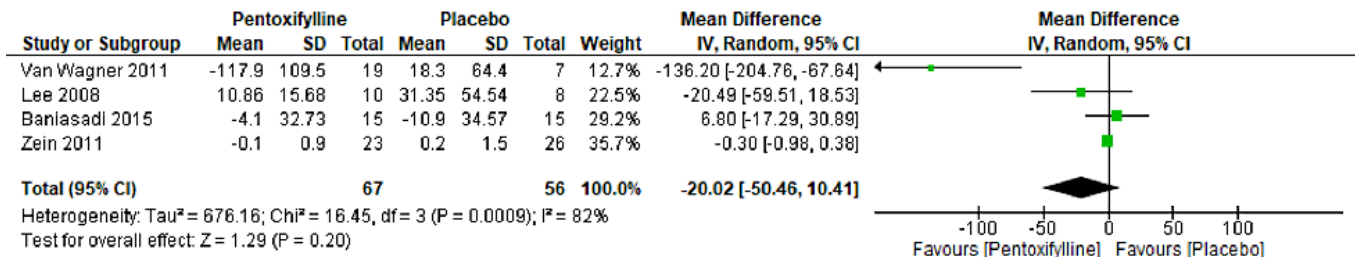 Pentoxifylline Placebo Mean Difference Mean Difference
Study or Subgroup Mean SD Total Mean SD Total Weight IV, Random, 95% CI IV, Random, 95% CI
Van Wagner 2011 -117.9 109.5 19 18.3 64.4 7 12.7% -136.20 [-204.76, -67.64]
Lee 2008 10.86 15.68 10 31.35 54.54 8 22.5% -20.49 [-59.51, 18.53]
Baniasadi 2015 -4.1 32.73 15 -10.9 34.57 15 29.2% 6.80 [-17.29, 30.89]
Zein 2011 -0.1 0.9 23 0.2 1.5 26 35.7% -0.30 [-0.98, 0.38]
Total (95% CI) 67 56 100.0% -20.02 [-50.46, 10.41]
Heterogeneity: Tau² = 676.16; Chi² = 16.45, df = 3 (P = 0.0009); I² = 82%
Test for overall effect: Z = 1.29 (P = 0.20)
-100 -50 0 50 100
Favours [Pentoxifylline] Favours [Placebo]